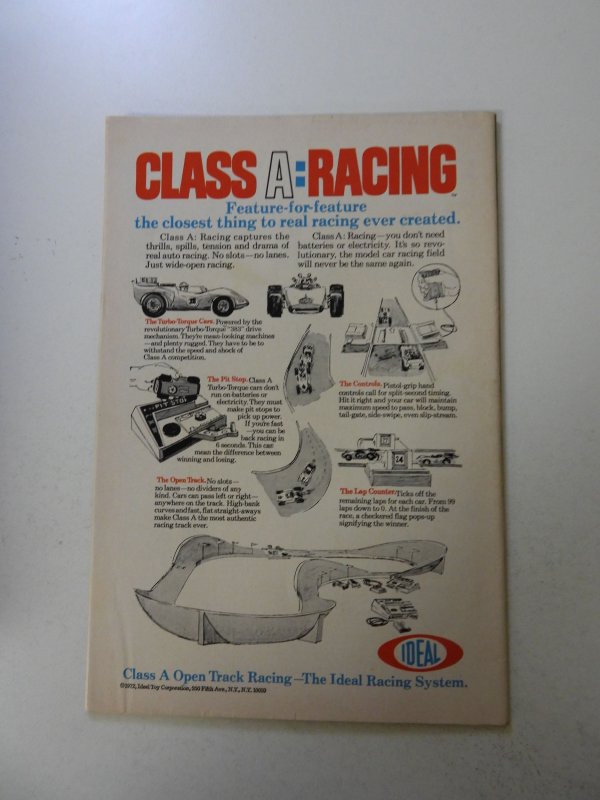 CLASS A:RACING
TM
Feature-for-feature
the closest thing to real racing ever created.
Class A: Racing captures the
thrills, spills, tension and drama of
real auto racing. No slots—no lanes.
Just wide-open racing.
Class A: Racing—you don't need
batteries or electricity. It's so revo-
lutionary, the model car racing field
will never be the same again.
The Turbo-Torque Cars. Powered by the
revolutionary Turbo-Torque "383" drive
mechanism. They're mean-looking machines
—and plenty rugged. They have to be to
withstand the speed and shock of
Class A competition.
PIT STOP
The Pit Stop. Class A
Turbo-Torque cars don't
run on batteries or
electricity. They must
make pit stops to
pick up power.
If you're fast
—you can be
back racing in
6 seconds. This can
mean the difference between
winning and losing.
The Controls. Pistol-grip hand
controls call for split-second timing.
Hit it right and your car will maintain
maximum speed to pass, block, bump,
tail-gate, side-swipe, even slip-stream.
The Open Track. No slots—
no lanes—no dividers of any
kind. Cars can pass left or right—
anywhere on the track. High-bank
curves and fast, flat straight-aways
make Class A the most authentic
racing track ever.
24
The Lap Counter. Ticks off the
remaining laps for each car. From 99
laps down to 0. At the finish of the
race, a checkered flag pops-up
signifying the winner.
IDEAL
Class A Open Track Racing—The Ideal Racing System.
©1972, Ideal Toy Corporation, 200 Fifth Ave., N.Y., N.Y. 10010